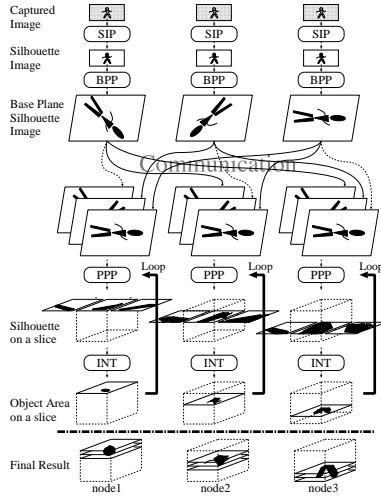 Captured
Image
SIP SIP SIP
Silhouette
Image
BPP BPP BPP
Base Plane
Silhouette
Image
Communication
PPP Loop PPP Loop PPP Loop
Silhouette
on a slice
INT INT INT
Object Area
on a slice
Final Result
node1 node2 node3